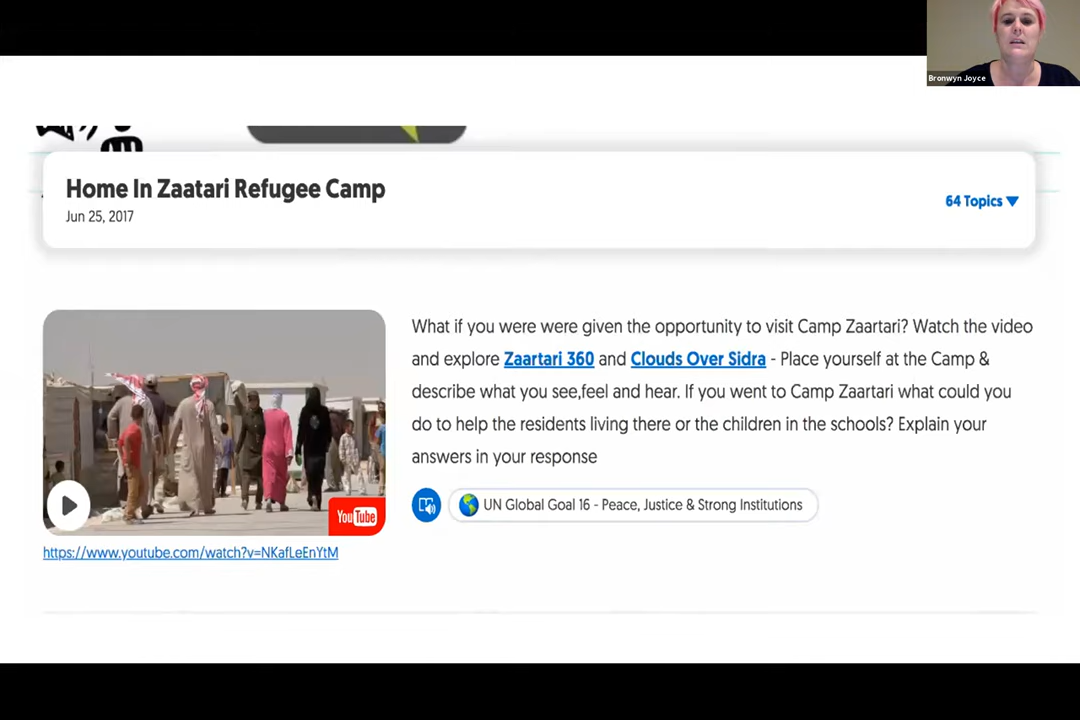 Bronwyn Joyce
Home In Zaatari Refugee Camp
Jun 25, 2017
64 Topics
What if you were were given the opportunity to visit Camp Zaartari? Watch the video
and explore Zaartari 360 and Clouds Over Sidra - Place yourself at the Camp &
describe what you see,feel and hear. If you went to Camp Zaartari what could you
do to help the residents living there or the children in the schools? Explain your
answers in your response
UN Global Goal 16 - Peace, Justice & Strong Institutions
YouTube
https://www.youtube.com/watch?v=NKafLeEnYtM